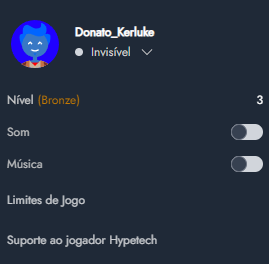 Donato_Kerluke
Invisível
Nível (Bronze) 3
Som
Música
Limites de Jogo
Suporte ao jogador Hypetech